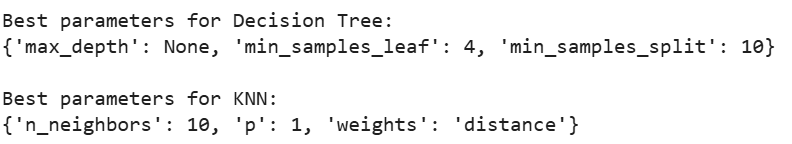 Best parameters for Decision Tree:
{'max_depth': None, 'min_samples_leaf': 4, 'min_samples_split': 10}
Best parameters for KNN:
{'n_neighbors': 10, 'p': 1, 'weights': 'distance'}